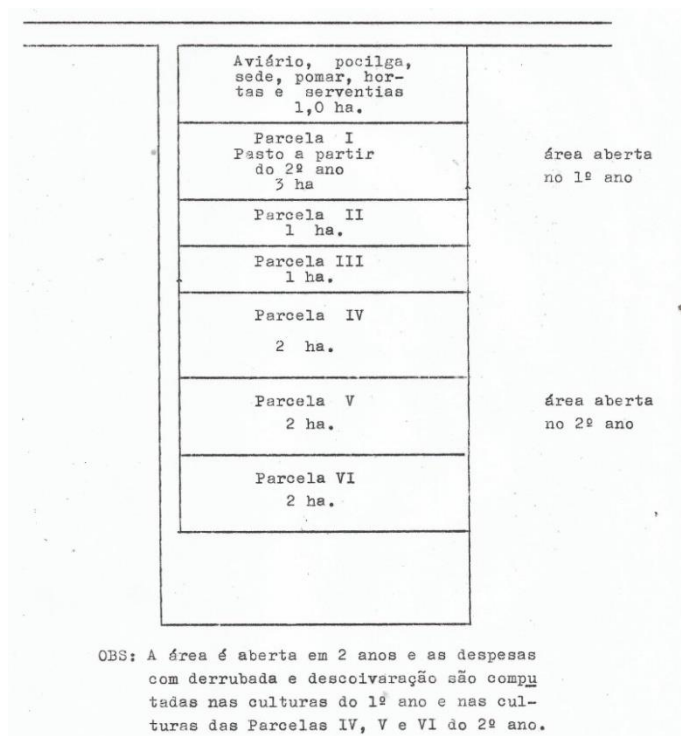 Aviário, pocilga,
sede, pomar, hor-
tas e serventias
1,0 ha.
Parcela I
Pasto a partir
do 2º ano
3 ha
área aberta
no 1º ano
Parcela II
1 ha.
Parcela III
1 ha.
Parcela IV
2 ha.
Parcela V
2 ha.
área aberta
no 2º ano
Parcela VI
2 ha.
OBS: A área é aberta em 2 anos e as despesas
com derrubada e descoivaração são compu
tadas nas culturas do 1º ano e nas cul-
turas das Parcelas IV, V e VI do 2º ano.